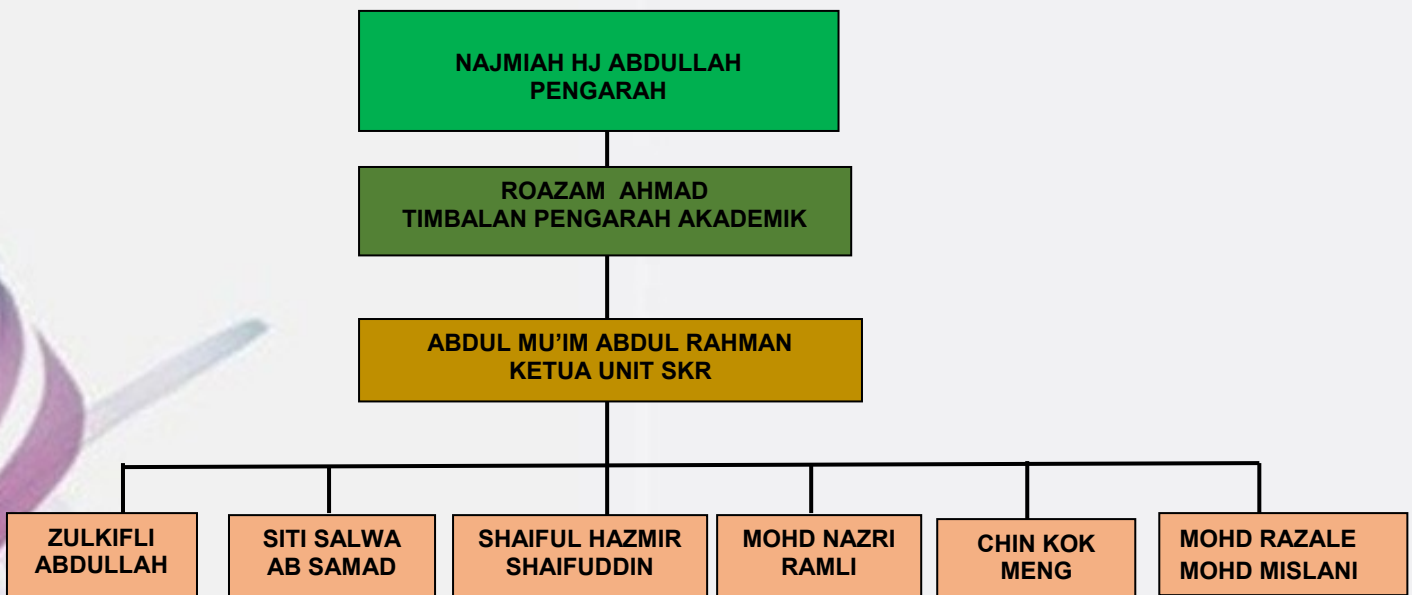 NAJMIAH HJ ABDULLAH
PENGARAH
ROAZAM  AHMAD
TIMBALAN PENGARAH AKADEMIK
ABDUL MU’IM ABDUL RAHMAN
KETUA UNIT SKR
ZULKIFLI
ABDULLAH
SITI SALWA
AB SAMAD
SHAIFUL HAZMIR
SHAIFUDDIN
MOHD NAZRI
RAMLI
CHIN KOK
MENG
MOHD RAZALE
MOHD MISLANI